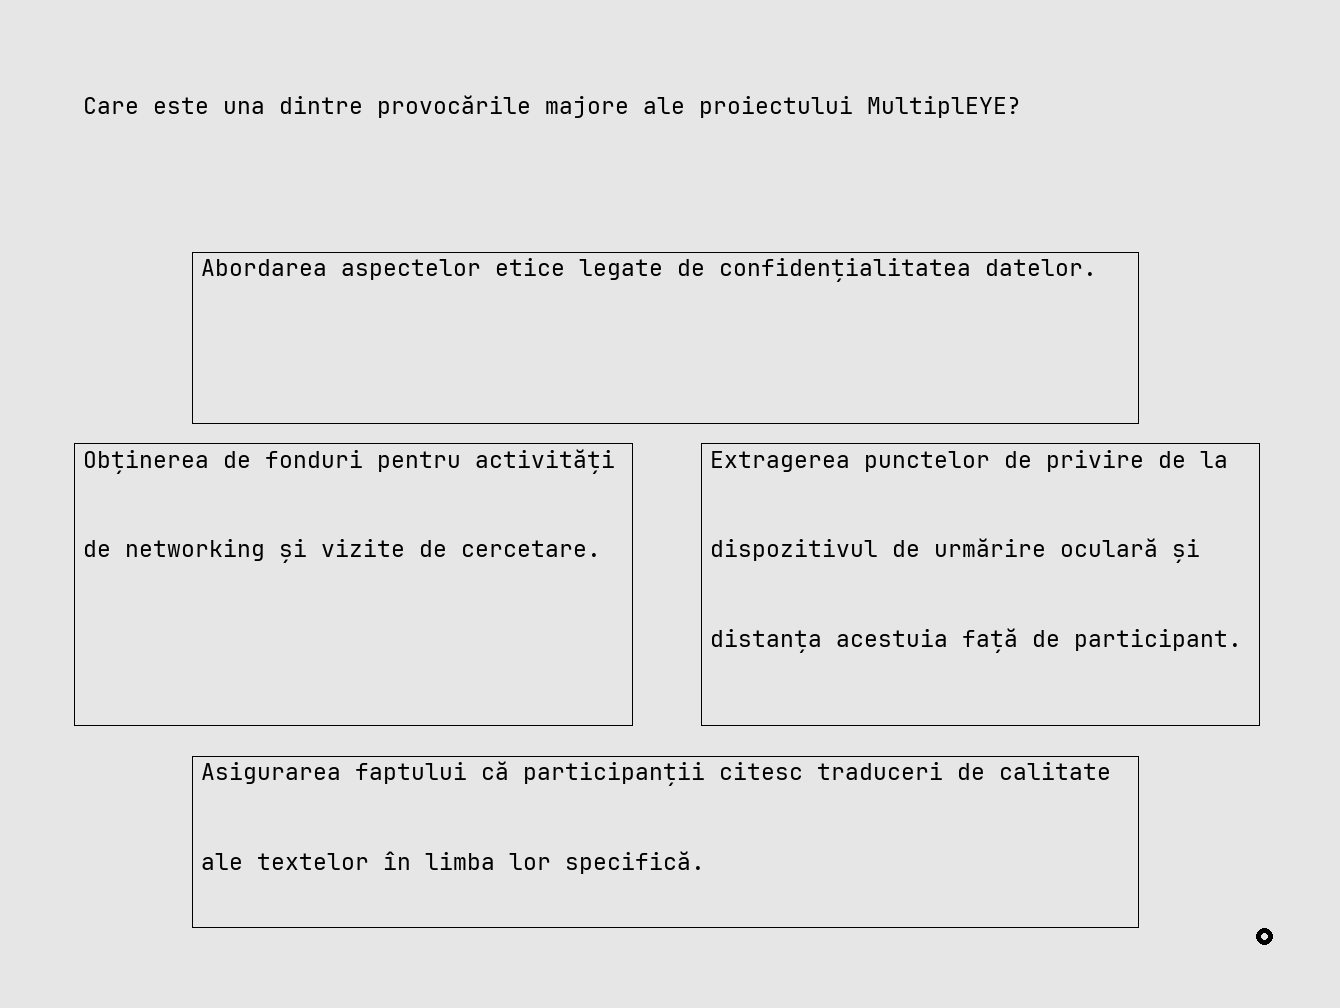 Care este una dintre provocările majore ale proiectului MultiplEYE?
Abordarea aspectelor etice legate de confidențialitatea datelor.
Obținerea de fonduri pentru activități
de networking și vizite de cercetare.
Extragerea punctelor de privire de la
dispozitivul de urmărire oculară și
distanța acestuia față de participant.
Asigurarea faptului că participanții citesc traduceri de calitate
ale textelor în limba lor specifică.